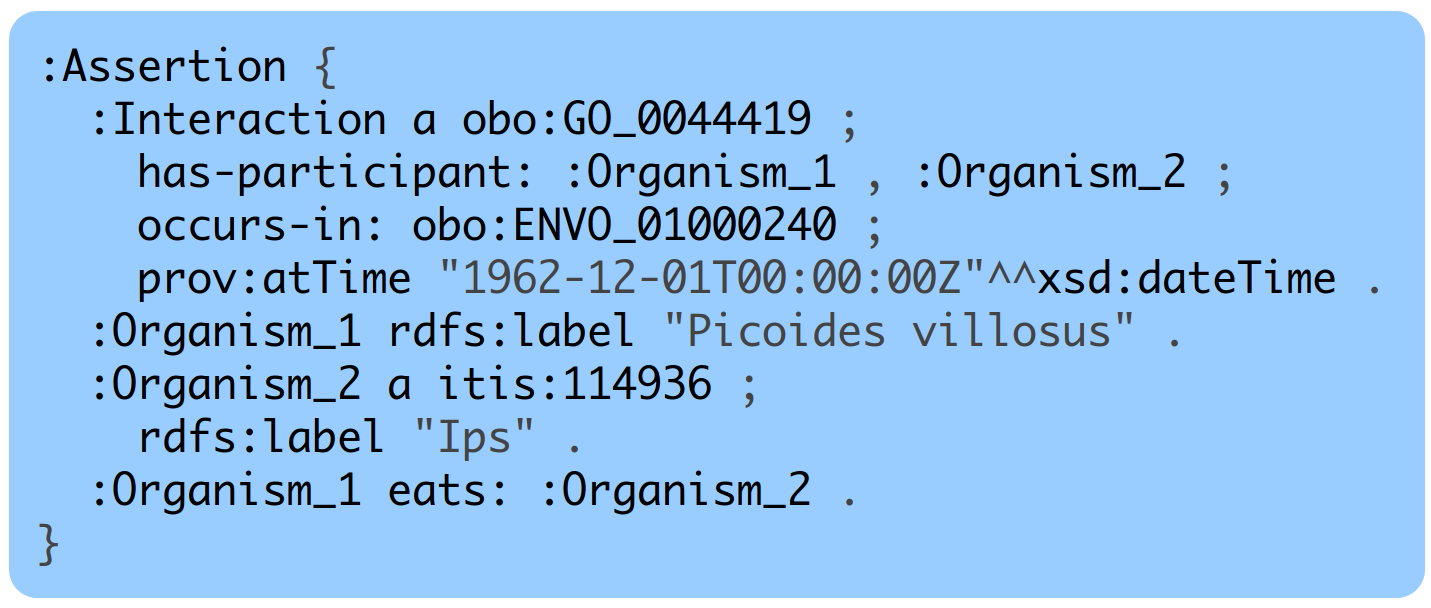 :Assertion {
:Interaction a obo:GO_0044419 ;
has-participant: :Organism_1 , :Organism_2 ;
occurs-in: obo:ENVO_01000240 ;
prov:atTime "1962-12-01T00:00:00Z"^^xsd:dateTime .
:Organism_1 rdfs:label "Picoides villosus" .
:Organism_2 a itis:114936 ;
rdfs:label "Ips" .
:Organism_1 eats: :Organism_2 .
}